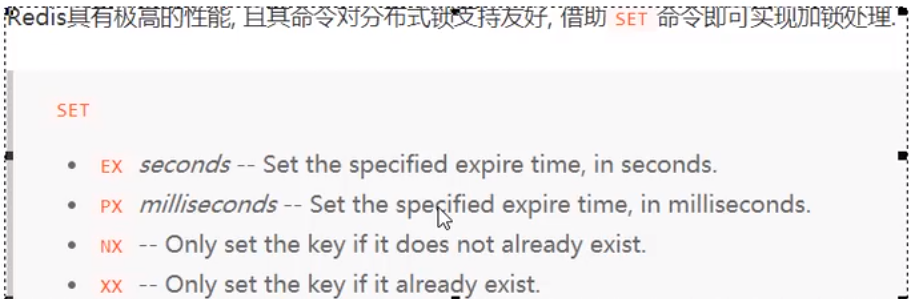 Redis具有极高的性能, 且其命令对分布式锁支持友好, 借助 SET 命令即可实现加锁处理.
SET
• EX seconds -- Set the specified expire time, in seconds.
• PX milliseconds -- Set the specified expire time, in milliseconds.
• NX -- Only set the key if it does not already exist.
• XX -- Only set the key if it already exist.